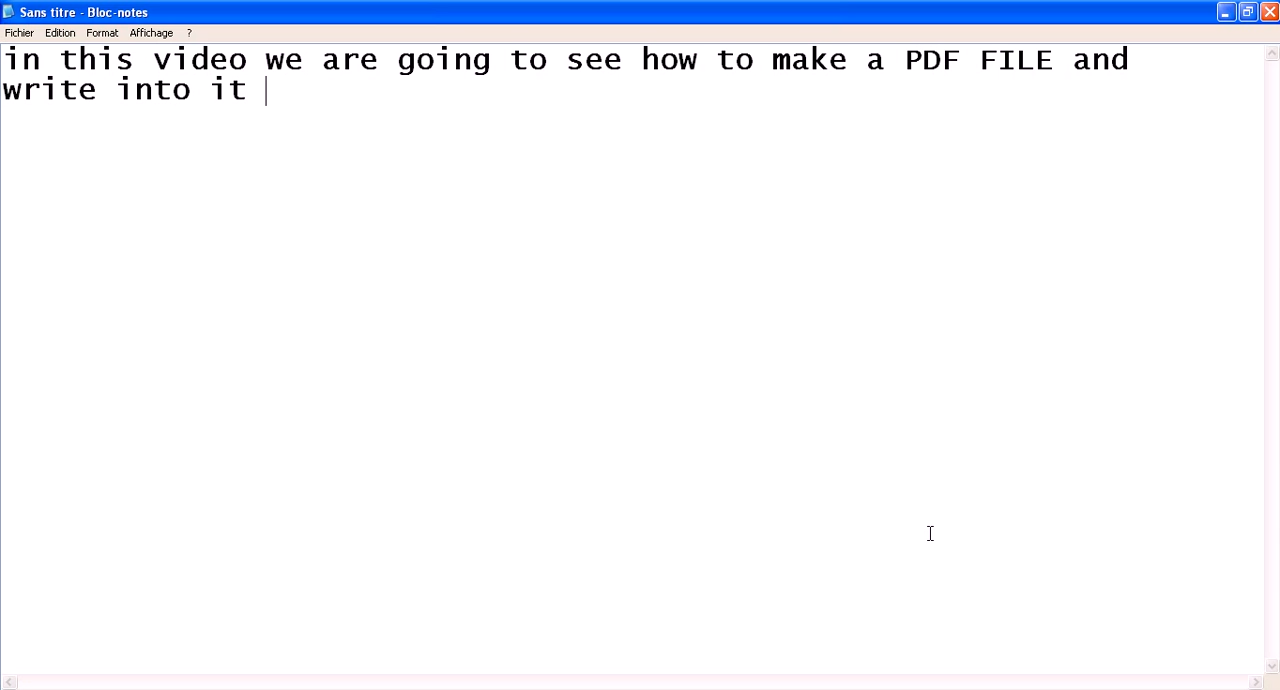 Sans titre - Bloc-notes
Fichier Edition Format Affichage ?
in this video we are going to see how to make a PDF FILE and
write into it